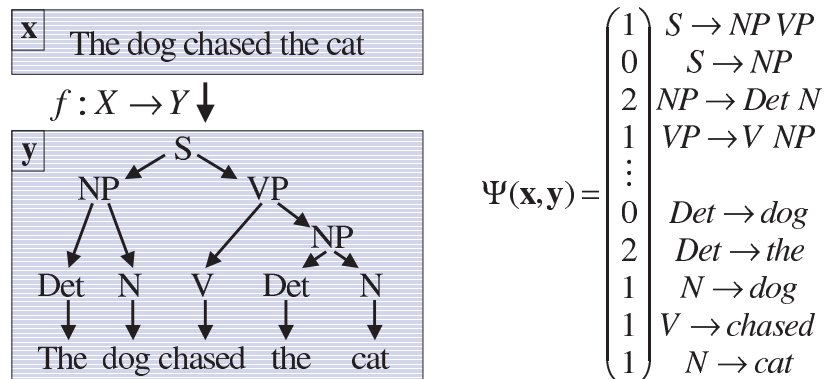 x
The dog chased the cat
f : X → Y
y
S
NP VP
NP
Det N V Det N
The dog chased the cat
Ψ(x,y) =
1 S → NP VP
0 S → NP
2 NP → Det N
1 VP → V NP
⋮
0 Det → dog
2 Det → the
1 N → dog
1 V → chased
1 N → cat